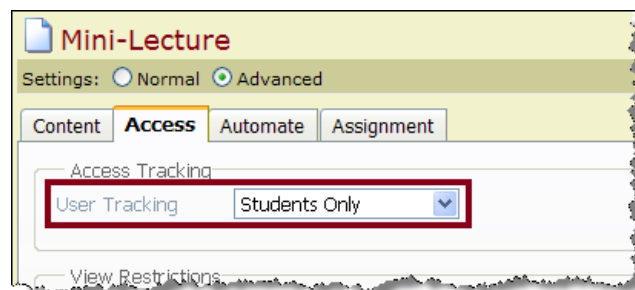 Mini-Lecture
Settings: Normal Advanced
Content Access Automate Assignment
Access Tracking
User Tracking Students Only
View Restrictions